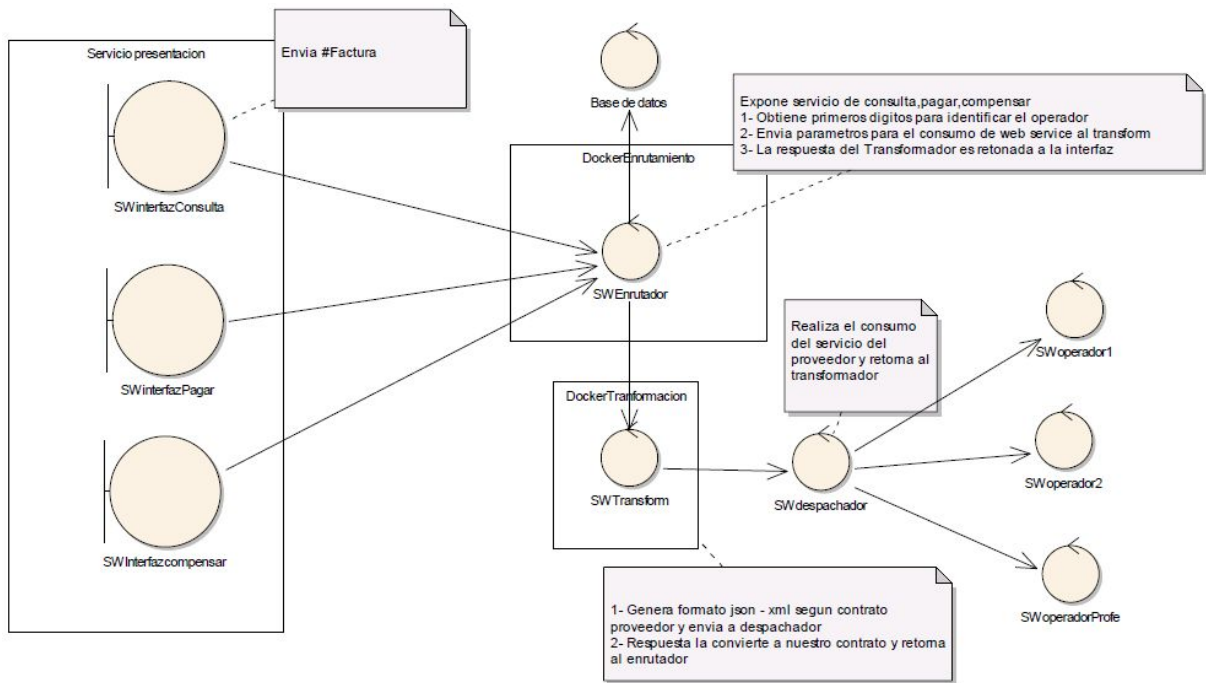 Servicio presentacion
Envia #Factura
SWinterfazConsulta
SWinterfazPagar
SWInterfazcompensar
Base de datos
DockerEnrutamiento
SWEnrutador
Expone servicio de consulta,pagar,compensar
1- Obtiene primeros digitos para identificar el operador
2- Envia parametros para el consumo de web service al transform
3- La respuesta del Transformador es retonada a la interfaz
DockerTranformacion
SWTransform
Realiza el consumo
del servicio del
proveedor y retorna al
transformador
SWdespachador
SWoperador1
SWoperador2
SWoperadorProfe
1- Genera formato json - xml segun contrato
proveedor y envia a despachador
2- Respuesta la convierte a nuestro contrato y retorna
al enrutador